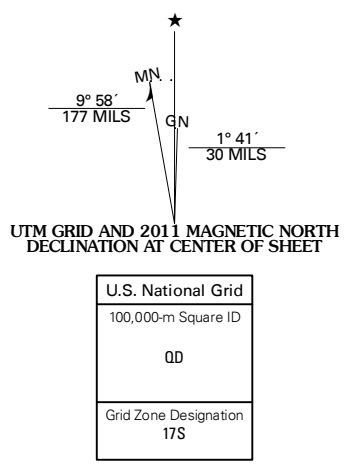 ★
MN
9° 58´
177 MILS
GN
1° 41´
30 MILS
UTM GRID AND 2011 MAGNETIC NORTH
DECLINATION AT CENTER OF SHEET
U.S. National Grid
100,000-m Square ID
QD
Grid Zone Designation
17S